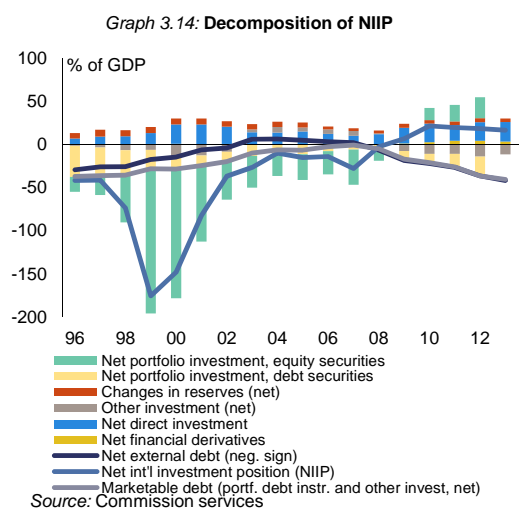 Graph 3.14: Decomposition of NIIP
% of GDP
100
50
0
-50
-100
-150
-200
96 98 00 02 04 06 08 10 12
Net portfolio investment, equity securities
Net portfolio investment, debt securities
Changes in reserves (net)
Other investment (net)
Net direct investment
Net financial derivatives
Net external debt (neg. sign)
Net int'l investment position (NIIP)
Marketable debt (portf. debt instr. and other invest, net)
Source: Commission services